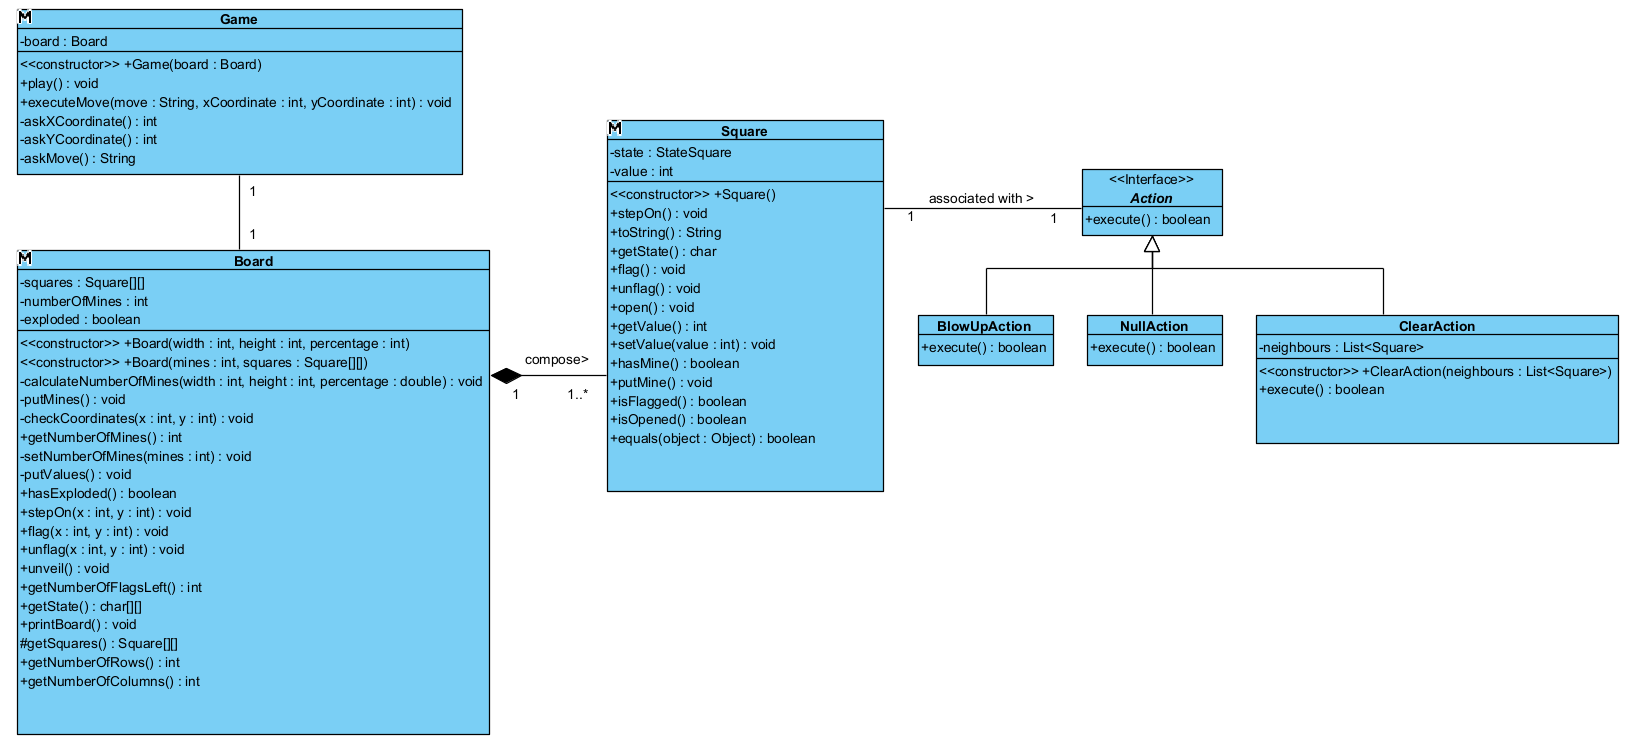 Game
-board : Board
<<constructor>> +Game(board : Board)
+play() : void
+executeMove(move : String, xCoordinate : int, yCoordinate : int) : void
-askXCoordinate() : int
-askYCoordinate() : int
-askMove() : String
1
1
Board
-squares : Square[][]
-numberOfMines : int
-exploded : boolean
<<constructor>> +Board(width : int, height : int, percentage : int)
<<constructor>> +Board(mines : int, squares : Square[][])
-calculateNumberOfMines(width : int, height : int, percentage : double) : void
-putMines() : void
-checkCoordinates(x : int, y : int) : void
+getNumberOfMines() : int
-setNumberOfMines(mines : int) : void
-putValues() : void
+hasExploded() : boolean
+stepOn(x : int, y : int) : void
+flag(x : int, y : int) : void
+unflag(x : int, y : int) : void
+unveil() : void
+getNumberOfFlagsLeft() : int
+getState() : char[][]
+printBoard() : void
#getSquares() : Square[][]
+getNumberOfRows() : int
+getNumberOfColumns() : int
compose>
1
1..*
Square
-state : StateSquare
-value : int
<<constructor>> +Square()
+stepOn() : void
+toString() : String
+getState() : char
+flag() : void
+unflag() : void
+open() : void
+getValue() : int
+setValue(value : int) : void
+hasMine() : boolean
+putMine() : void
+isFlagged() : boolean
+isOpened() : boolean
+equals(object : Object) : boolean
associated with >
1
1
<<Interface>>
Action
+execute() : boolean
BlowUpAction
+execute() : boolean
NullAction
+execute() : boolean
ClearAction
-neighbours : List<Square>
<<constructor>> +ClearAction(neighbours : List<Square>)
+execute() : boolean